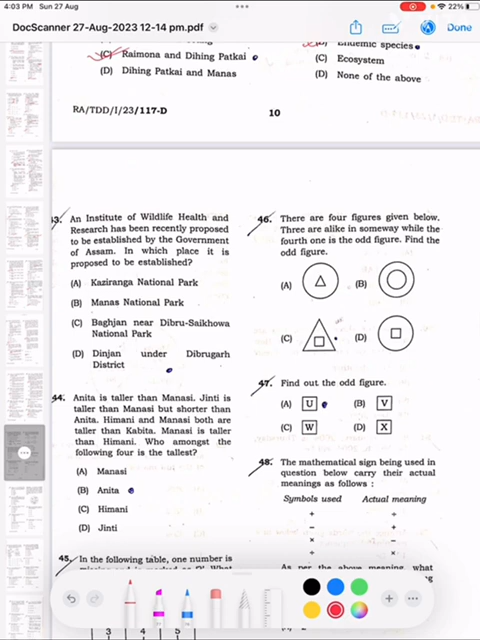 4:03 PM Sun 27 Aug
22%
DocScanner 27-Aug-2023 12-14 pm.pdf
Done
(C) Raimona and Dihing Patkai
(D) Dihing Patkai and Manas
Endemic species
(C) Ecosystem
(D) None of the above
RA/TDD/I/23/117-D
10
An Institute of Wildlife Health and
Research has been recently proposed
to be established by the Government
of Assam. In which place it is
proposed to be established?
(A) Kaziranga National Park
(B) Manas National Park
(C) Baghjan near Dibru-Saikhowa
National Park
(D) Dinjan under Dibrugarh
District
44. Anita is taller than Manasi. Jinti is
taller than Manasi but shorter than
Anita. Himani and Manasi both are
taller than Kabita. Manasi is taller
than Himani. Who amongst the
following four is the tallest?
(A) Manasi
(B) Anita
(C) Himani
(D) Jinti
45. In the following table, one number is
3 4 5
46. There are four figures given below.
Three are alike in someway while the
fourth one is the odd figure. Find the
odd figure.
(A) (B)
(C) (D)
47. Find out the odd figure.
(A) U (B) V
(C) W (D) X
48. The mathematical sign being used in
question below carry their actual
meanings as follows :
Symbols used Actual meaning
+ ÷
− +
× −
÷ ×
As per the above meaning, what